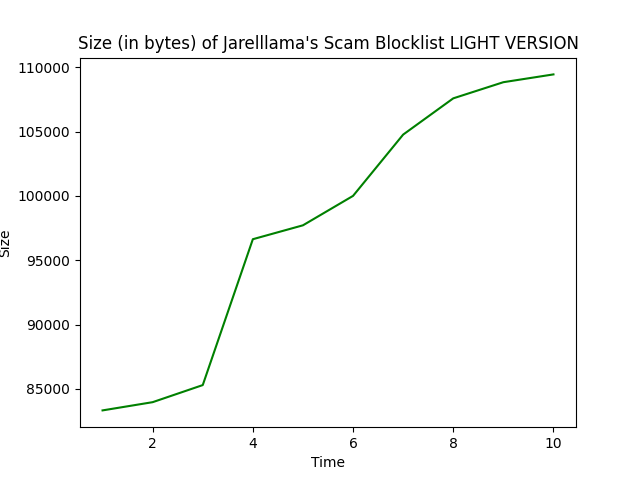 Size (in bytes) of Jarelllama's Scam Blocklist LIGHT VERSION
110000
105000
100000
95000
90000
85000
Size
2 4 6 8 10
Time